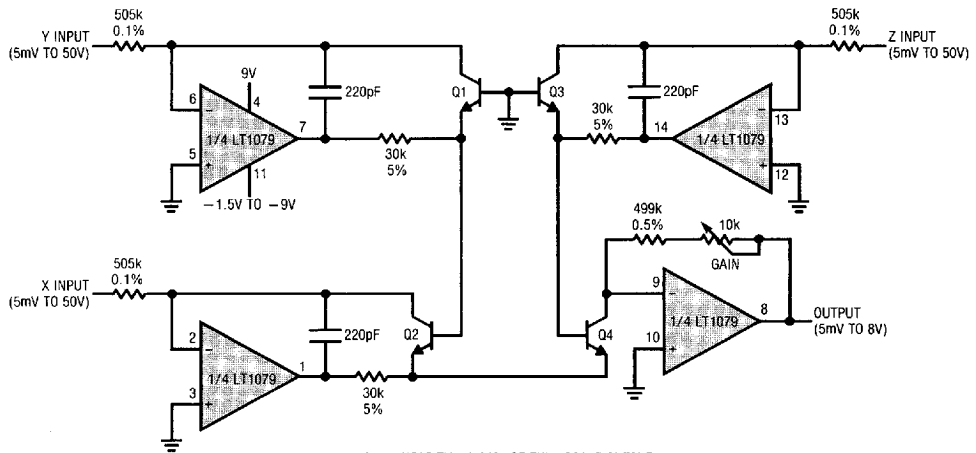 505k
0.1%
Y INPUT
(5mV TO 50V)
9V
6
4
220pF
7
1/4 LT1079
5
11
30k
5%
–1.5V TO –9V
Q1
Q3
505k
0.1%
Z INPUT
(5mV TO 50V)
220pF
30k
5%
14
13
1/4 LT1079
12
505k
0.1%
X INPUT
(5mV TO 50V)
2
220pF
1
1/4 LT1079
3
30k
5%
Q2
Q4
499k
0.5%
10k
GAIN
9
8
1/4 LT1079
10
OUTPUT
(5mV TO 8V)